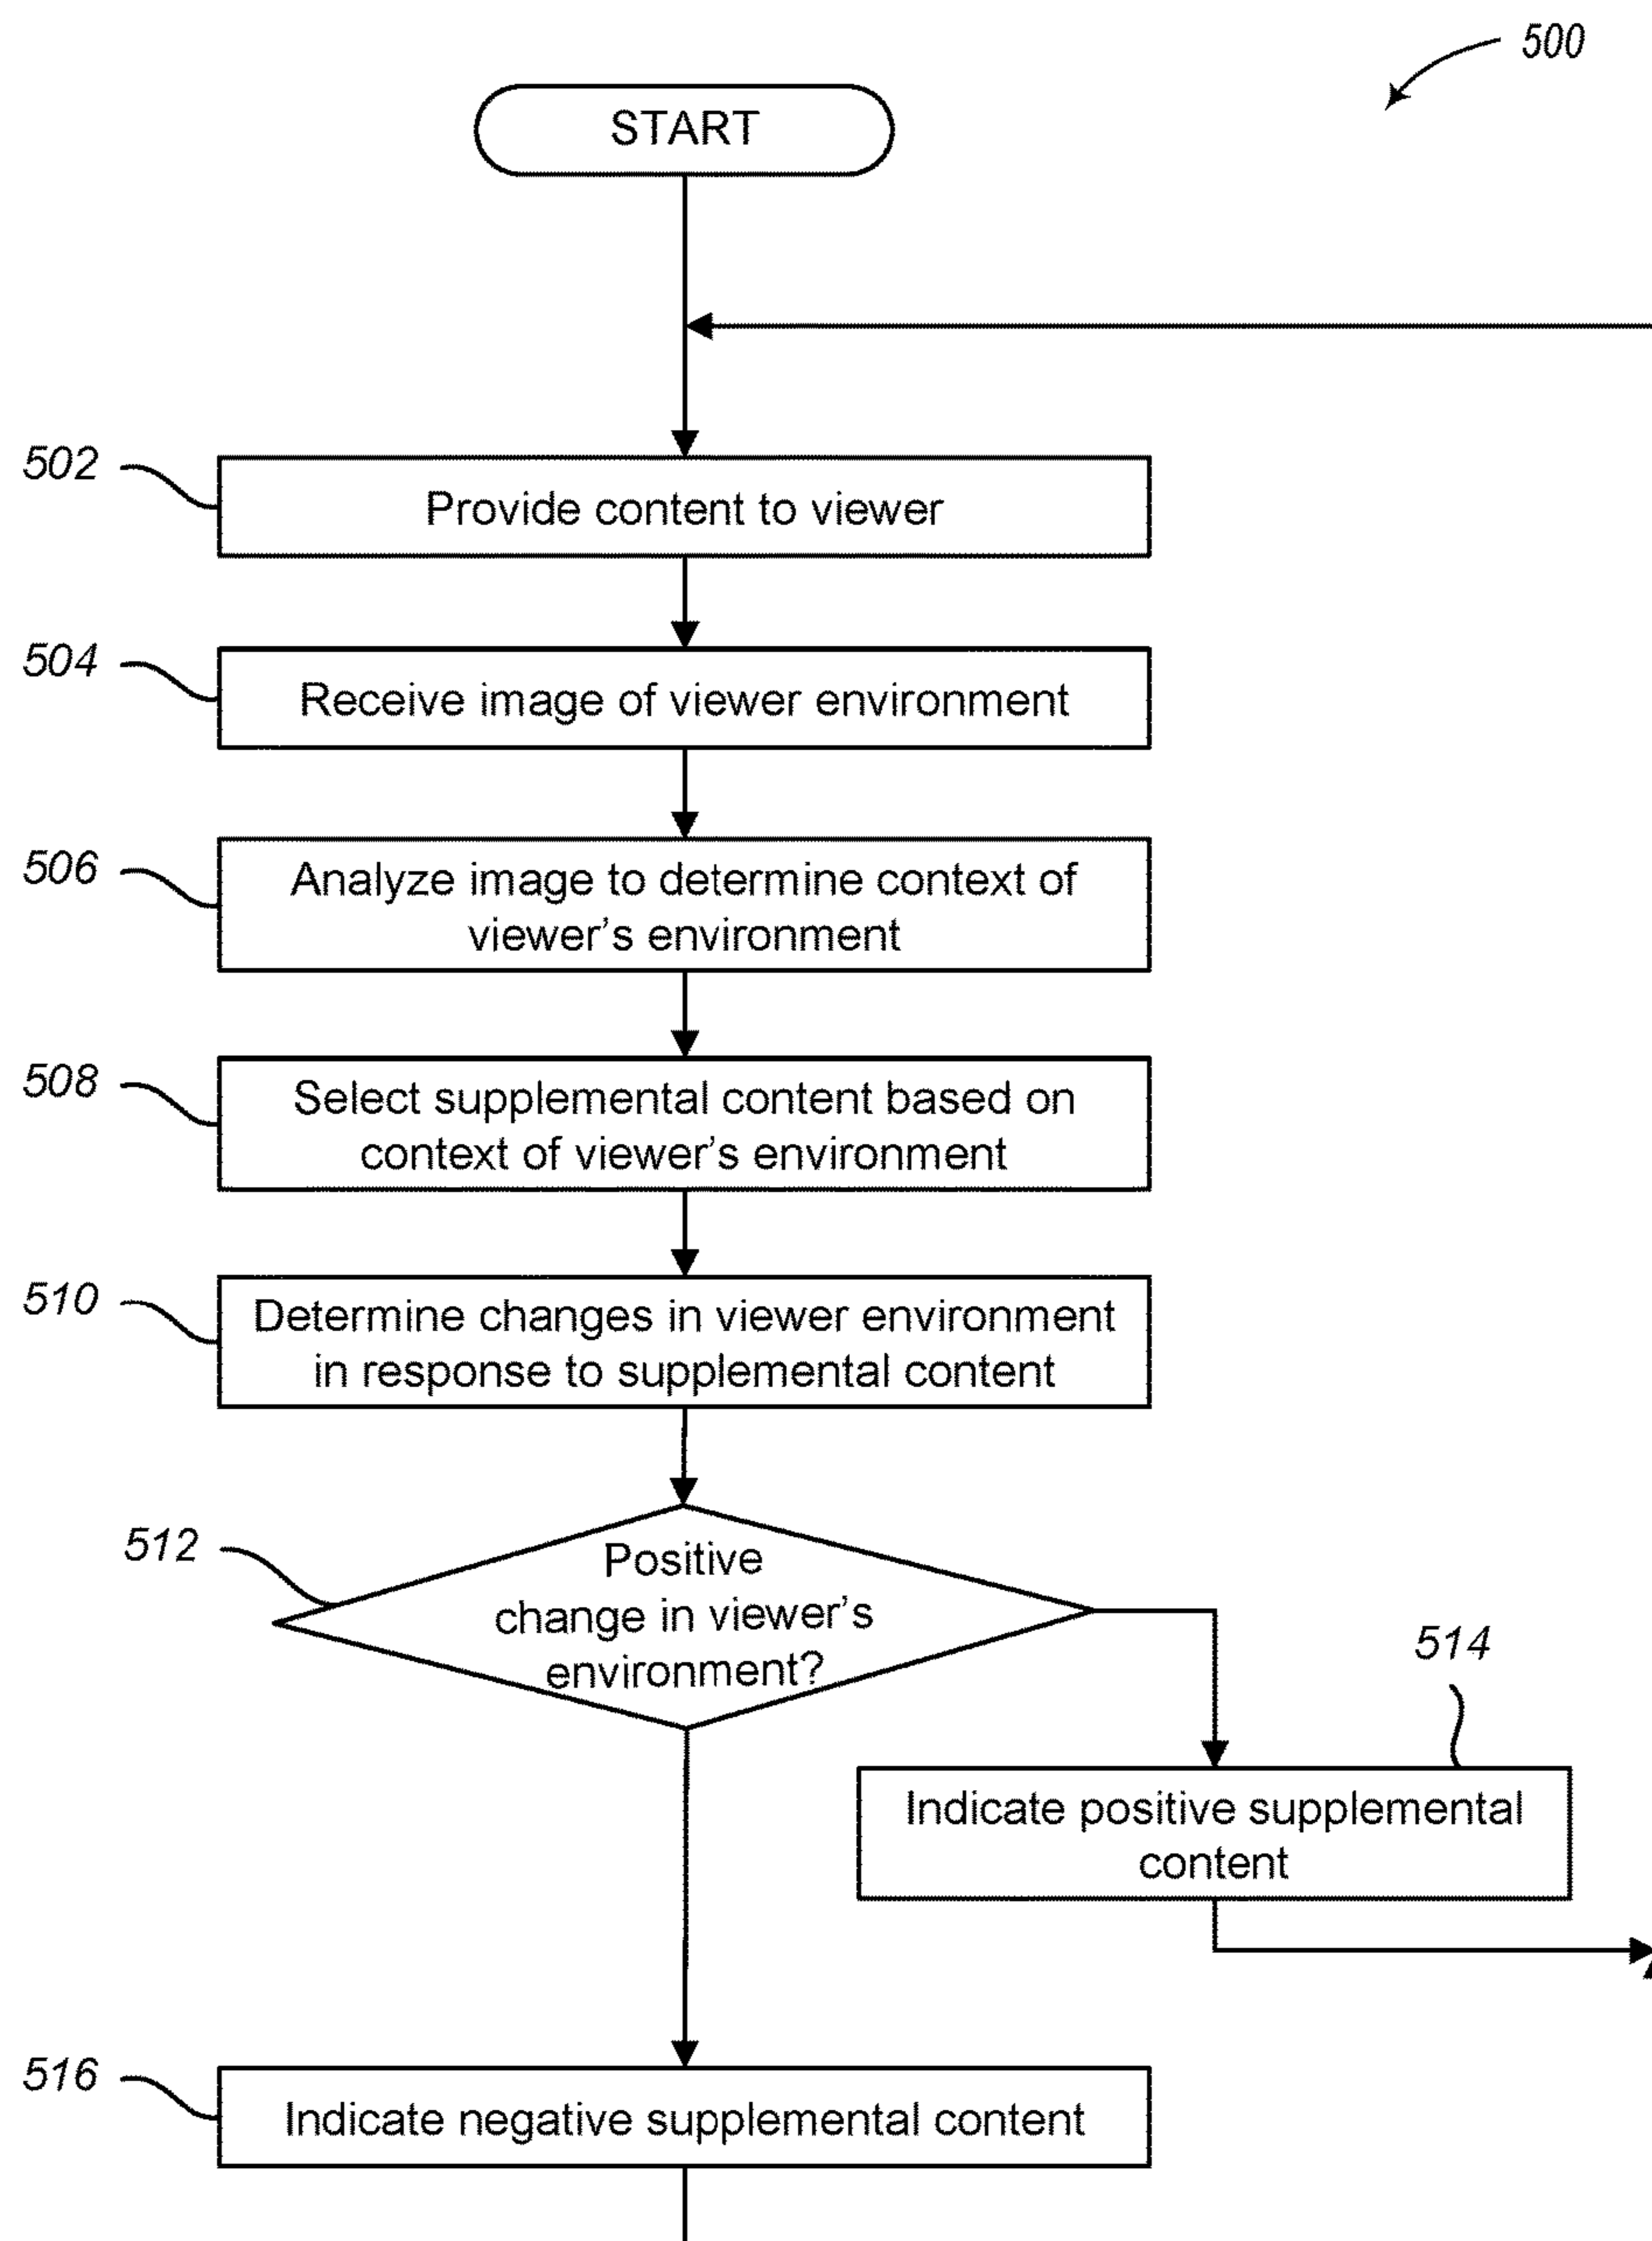 500
START
502
Provide content to viewer
504
Receive image of viewer environment
506
Analyze image to determine context of
viewer's environment
508
Select supplemental content based on
context of viewer's environment
510
Determine changes in viewer environment
in response to supplemental content
512
Positive
change in viewer's
environment?
514
Indicate positive supplemental
content
516
Indicate negative supplemental content